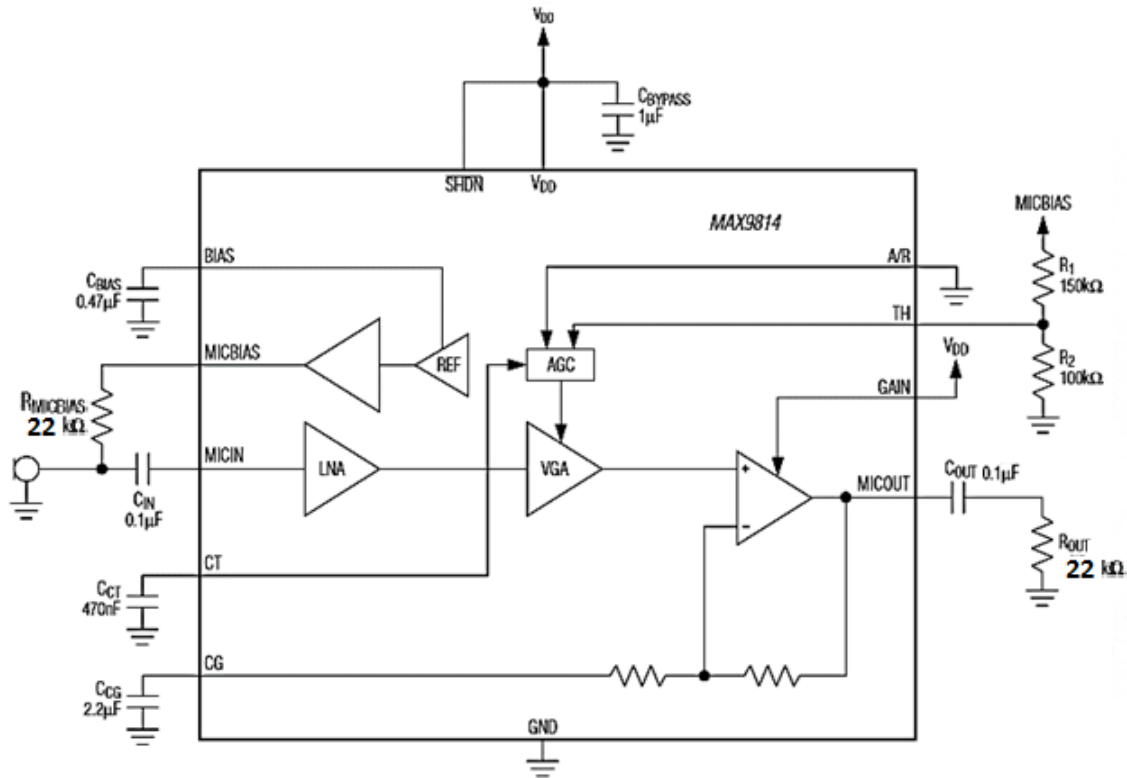 VDD
CBYPASS
1µF
SHDN
VDD
MAX9814
MICBIAS
BIAS
A/R
R1
150kΩ
CBIAS
0.47µF
TH
MICBIAS
REF
AGC
VDD
R2
100kΩ
GAIN
RMICBIAS
22 kΩ
MICIN
LNA
VGA
+
−
MICOUT
COUT 0.1µF
CIN
0.1µF
ROUT
22 kΩ
CT
CCT
470nF
CG
CCG
2.2µF
GND